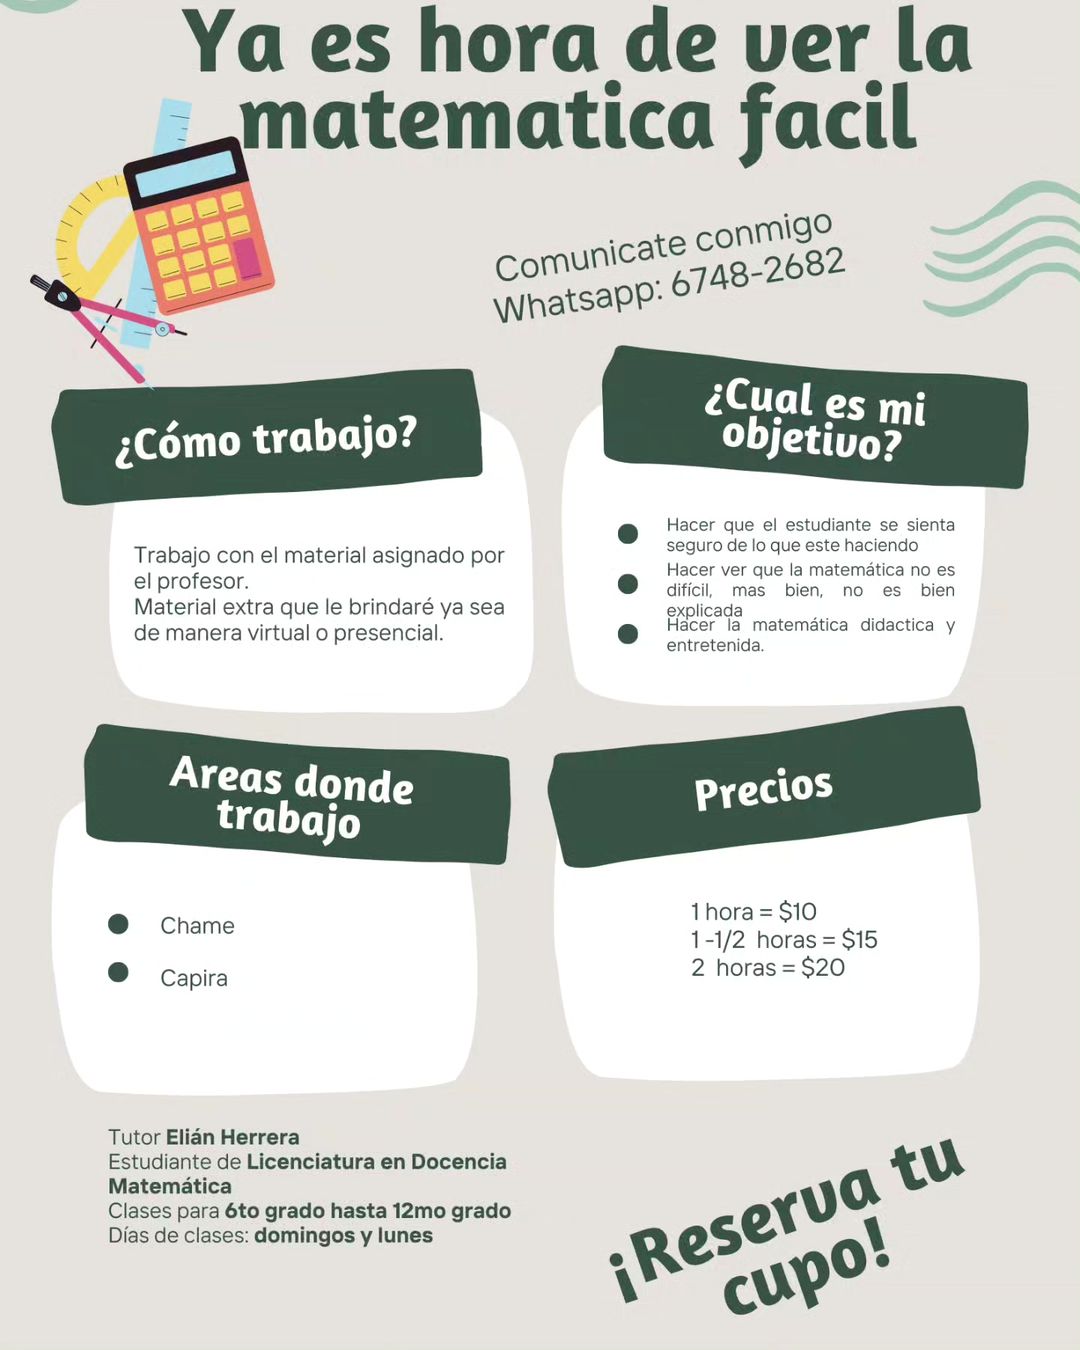 Ya es hora de ver la
matematica facil
Comunicate conmigo
Whatsapp: 6748-2682
¿Cómo trabajo?
Trabajo con el material asignado por
el profesor.
Material extra que le brindaré ya sea
de manera virtual o presencial.
¿Cual es mi
objetivo?
Hacer que el estudiante se sienta
seguro de lo que este haciendo
Hacer ver que la matemática no es
difícil, mas bien, no es bien
explicada
Hacer la matemática didactica y
entretenida.
Areas donde
trabajo
Chame
Capira
Precios
1 hora = $10
1 -1/2 horas = $15
2 horas = $20
Tutor Elián Herrera
Estudiante de Licenciatura en Docencia
Matemática
Clases para 6to grado hasta 12mo grado
Días de clases: domingos y lunes
¡Reserva tu
cupo!